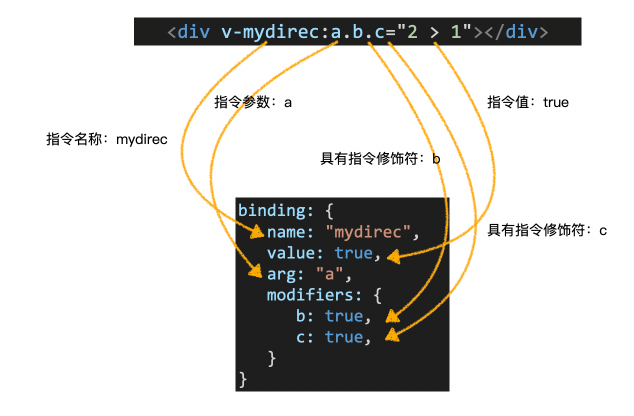 <div v-mydirec:a.b.c="2 > 1"></div>
指令参数：a
指令值：true
指令名称：mydirec
具有指令修饰符：b
具有指令修饰符：c
binding: {
name: "mydirec",
value: true,
arg: "a",
modifiers: {
b: true,
c: true,
}
}